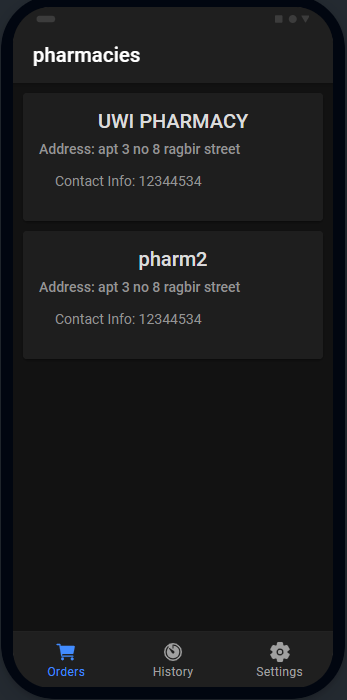 pharmacies
UWI PHARMACY
Address: apt 3 no 8 ragbir street
Contact Info: 12344534
pharm2
Address: apt 3 no 8 ragbir street
Contact Info: 12344534
Orders
History
Settings